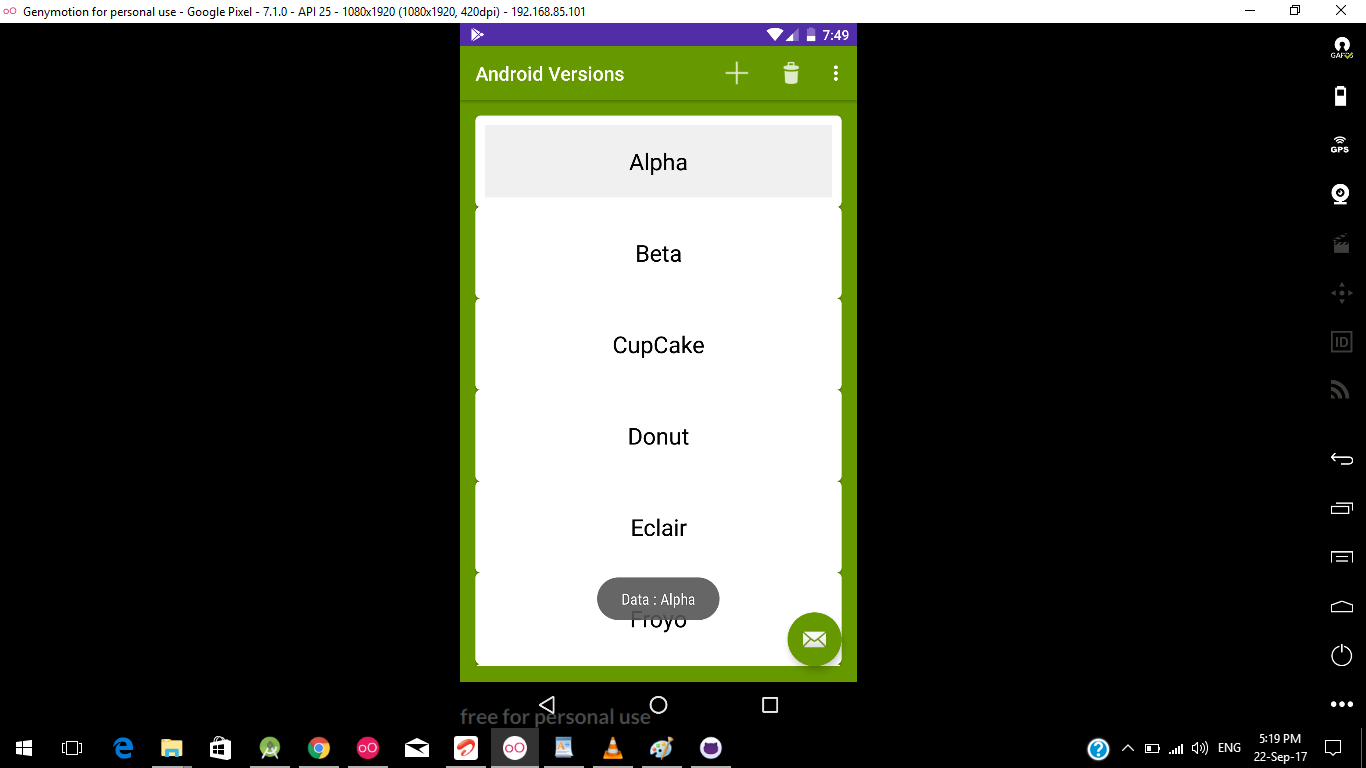 Genymotion for personal use - Google Pixel - 7.1.0 - API 25 - 1080x1920 (1080x1920, 420dpi) - 192.168.85.101
7:49
Android Versions
Alpha
Beta
CupCake
Donut
Eclair
Data : Alpha
Froyo
free for personal use
GPS
ID
ENG
5:19 PM
22-Sep-17